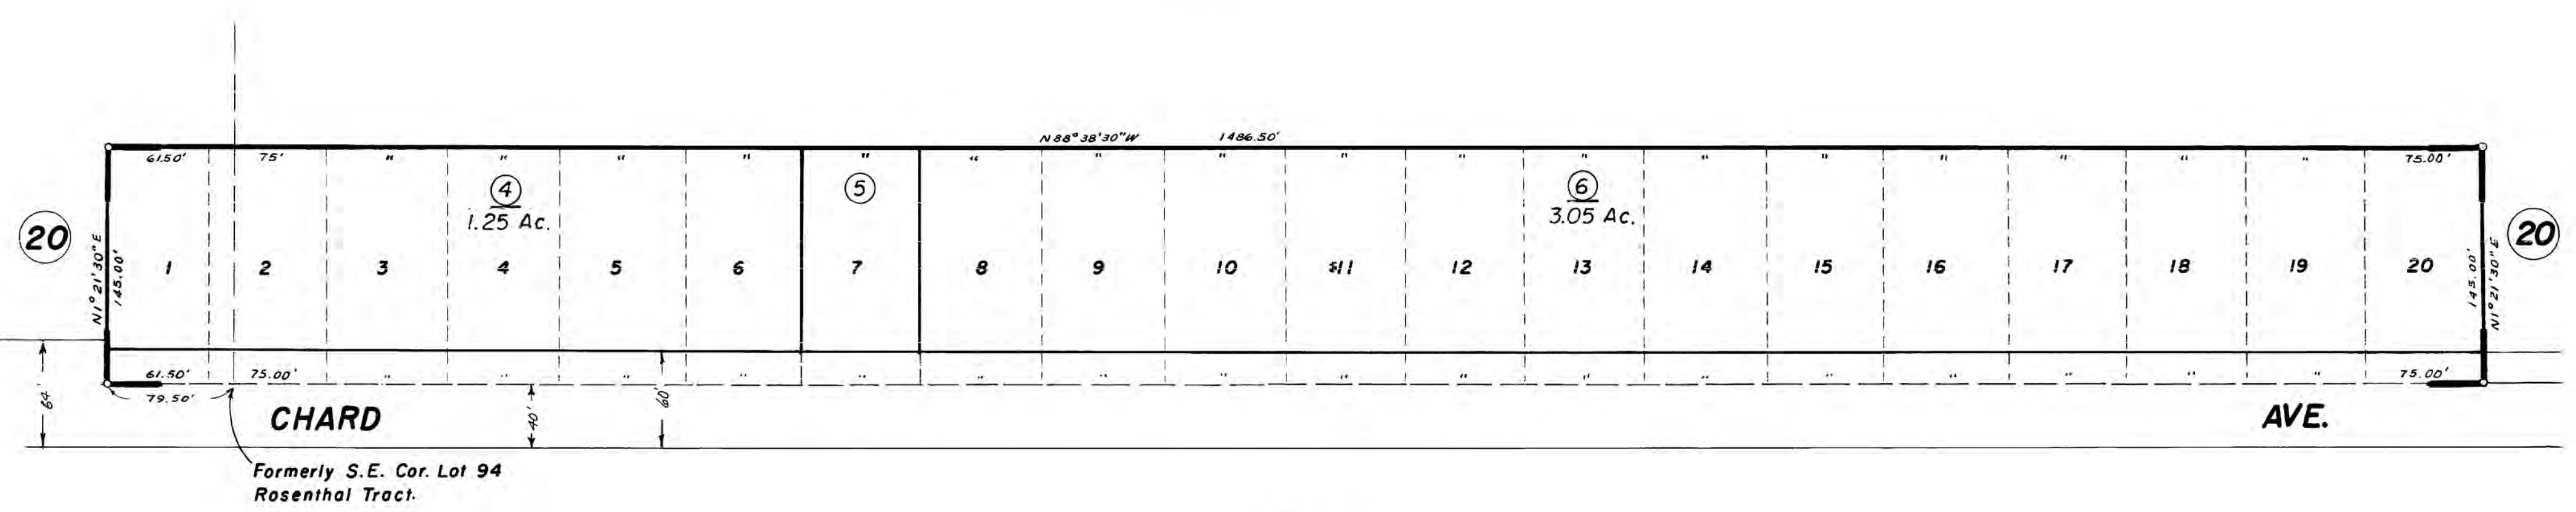 N 88° 38' 30" W 1486.50'
61.50' 75' " " " " " " " " " " " " " " " " " 75.00'
4
1.25 Ac.
5
6
3.05 Ac.
20
N 1° 21' 30" E
145.00'
1 2 3 4 5 6 7 8 9 10 11 12 13 14 15 16 17 18 19 20
145.00'
N 1° 21' 30" E
20
61.50' 75.00' " " " " " " " " " " " " " " " " " 75.00'
79.50'
64'
40'
60'
CHARD AVE.
Formerly S.E. Cor. Lot 94
Rosenthal Tract.